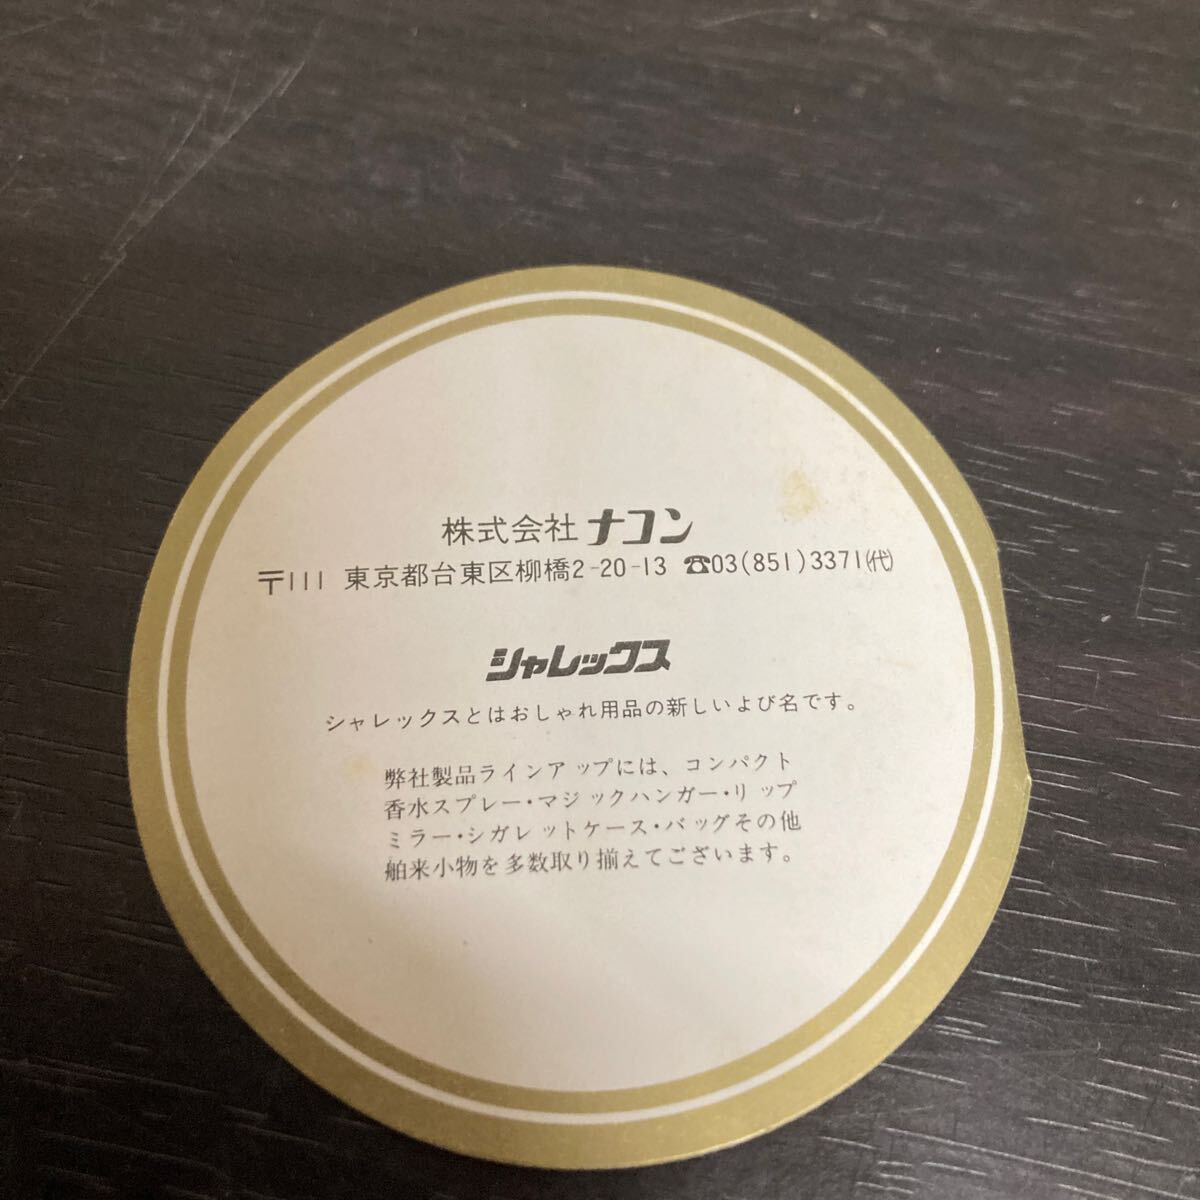 株式会社 ナコン
〒111 東京都台東区柳橋2-20-13 ☎03(851)3371(代)
シャレックス
シャレックスとはおしゃれ用品の新しいよび名です。
弊社製品ラインアップには、コンパクト
香水スプレー・マジックハンガー・リップ
ミラー・シガレットケース・バッグその他
舶来小物を多数取り揃えてございます。